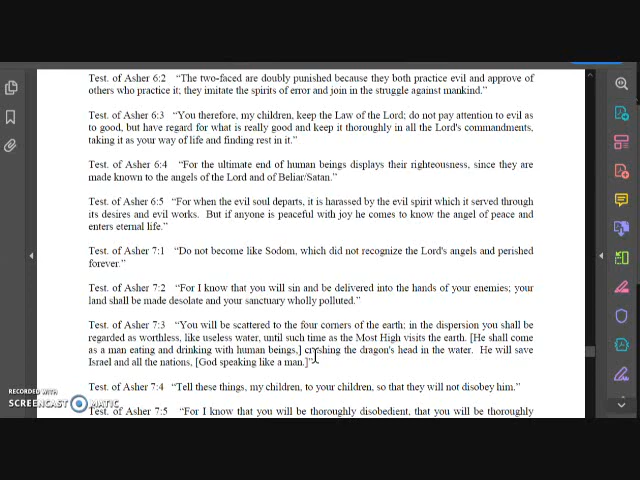 Test. of Asher 6:2 "The two-faced are doubly punished because they both practice evil and approve of
others who practice it; they imitate the spirits of error and join in the struggle against mankind."
Test. of Asher 6:3 "You therefore, my children, keep the Law of the Lord; do not pay attention to evil as
to good, but have regard for what is really good and keep it thoroughly in all the Lord's commandments,
taking it as your way of life and finding rest in it."
Test. of Asher 6:4 "For the ultimate end of human beings displays their righteousness, since they are
made known to the angels of the Lord and of Beliar/Satan."
Test. of Asher 6:5 "For when the evil soul departs, it is harassed by the evil spirit which it served through
its desires and evil works. But if anyone is peaceful with joy he comes to know the angel of peace and
enters eternal life."
Test. of Asher 7:1 "Do not become like Sodom, which did not recognize the Lord's angels and perished
forever."
Test. of Asher 7:2 "For I know that you will sin and be delivered into the hands of your enemies; your
land shall be made desolate and your sanctuary wholly polluted."
Test. of Asher 7:3 "You will be scattered to the four corners of the earth; in the dispersion you shall be
regarded as worthless, like useless water, until such time as the Most High visits the earth. [He shall come
as a man eating and drinking with human beings,] crushing the dragon's head in the water. He will save
Israel and all the nations, [God speaking like a man.]"
Test. of Asher 7:4 "Tell these things, my children, to your children, so that they will not disobey him."
Test. of Asher 7:5 "For I know that you will be thoroughly disobedient, that you will be thoroughly
RECORDED WITH
SCREENCAST MATIC